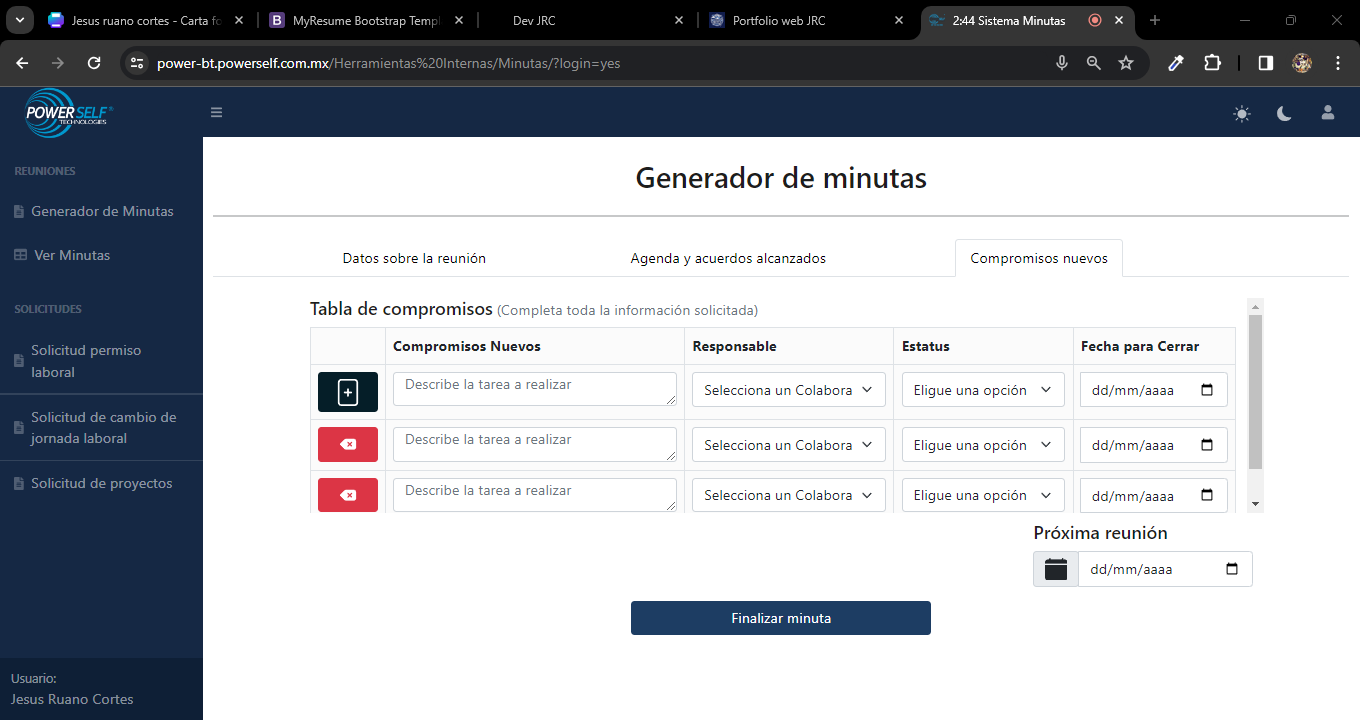 Jesus ruano cortes - Carta fo
MyResume Bootstrap Templ
Dev JRC
Portfolio web JRC
2:44 Sistema Minutas
power-bt.powerself.com.mx/Herramientas%20Internas/Minutas/?login=yes
POWER SELF®
TECHNOLOGIES
REUNIONES
Generador de Minutas
Ver Minutas
SOLICITUDES
Solicitud permiso
laboral
Solicitud de cambio de
jornada laboral
Solicitud de proyectos
Usuario:
Jesus Ruano Cortes
Generador de minutas
Datos sobre la reunión
Agenda y acuerdos alcanzados
Compromisos nuevos
Tabla de compromisos (Completa toda la información solicitada)
Compromisos Nuevos Responsable Estatus Fecha para Cerrar
Describe la tarea a realizar Selecciona un Colabora Eligue una opción dd/mm/aaaa
Describe la tarea a realizar Selecciona un Colabora Eligue una opción dd/mm/aaaa
Describe la tarea a realizar Selecciona un Colabora Eligue una opción dd/mm/aaaa
Próxima reunión
dd/mm/aaaa
Finalizar minuta